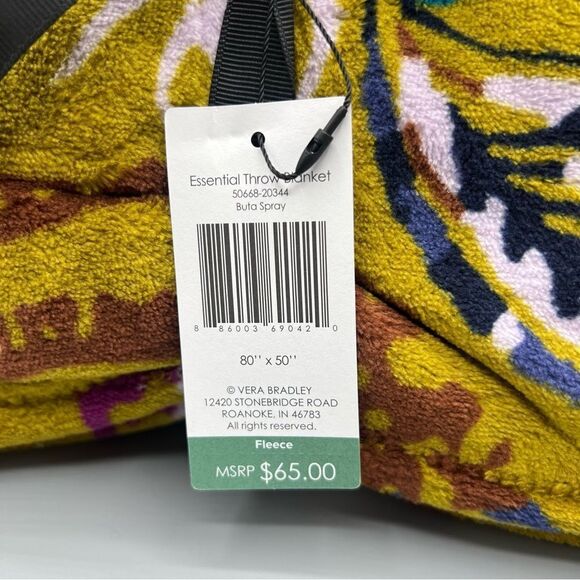 Essential Throw Blanket
50668-20344
Buta Spray
8 86003 69042 0
80'' x 50''
© VERA BRADLEY
12420 STONEBRIDGE ROAD
ROANOKE, IN 46783
All rights reserved.
Fleece
MSRP $65.00